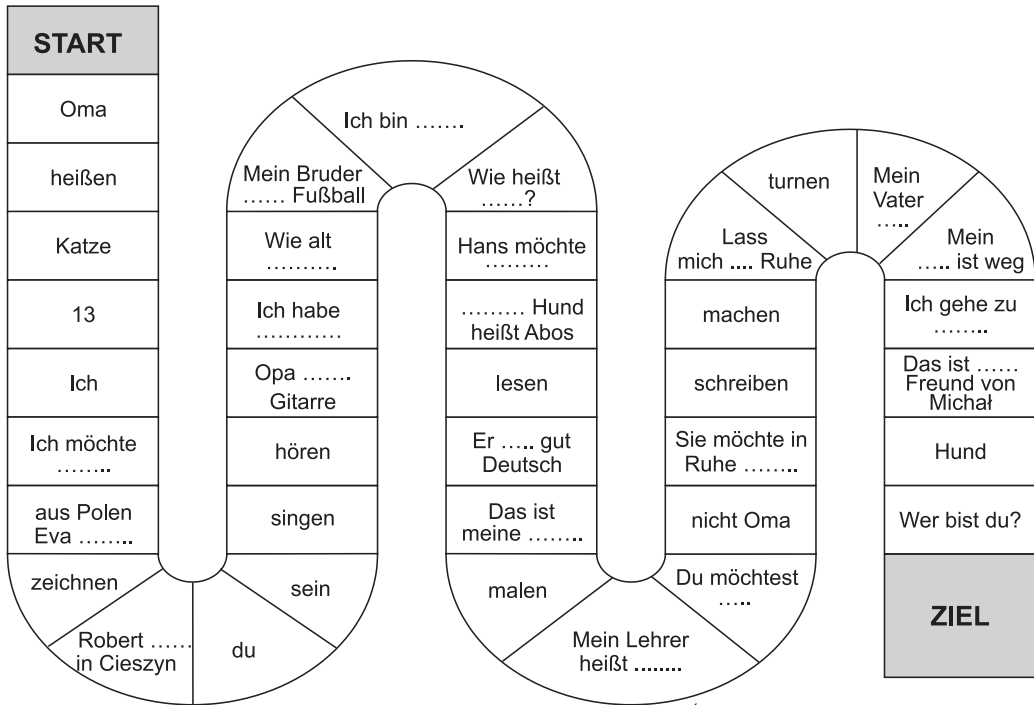 START
Oma
heißen
Katze
13
Ich
Ich möchte
........
aus Polen
Eva ........
zeichnen
Robert ......
in Cieszyn
du
sein
singen
hören
Opa .......
Gitarre
Ich habe
............
Wie alt
..........
Mein Bruder
...... Fußball
Ich bin .......
Wie heißt
......?
Hans möchte
.........
......... Hund
heißt Abos
lesen
Er ..... gut
Deutsch
Das ist
meine ........
malen
Mein Lehrer
heißt ........
Du möchtest
.....
nicht Oma
Sie möchte in
Ruhe ........
schreiben
machen
Lass
mich .... Ruhe
turnen
Mein
Vater
.....
Mein
..... ist weg
Ich gehe zu
........
Das ist ......
Freund von
Michał
Hund
Wer bist du?
ZIEL